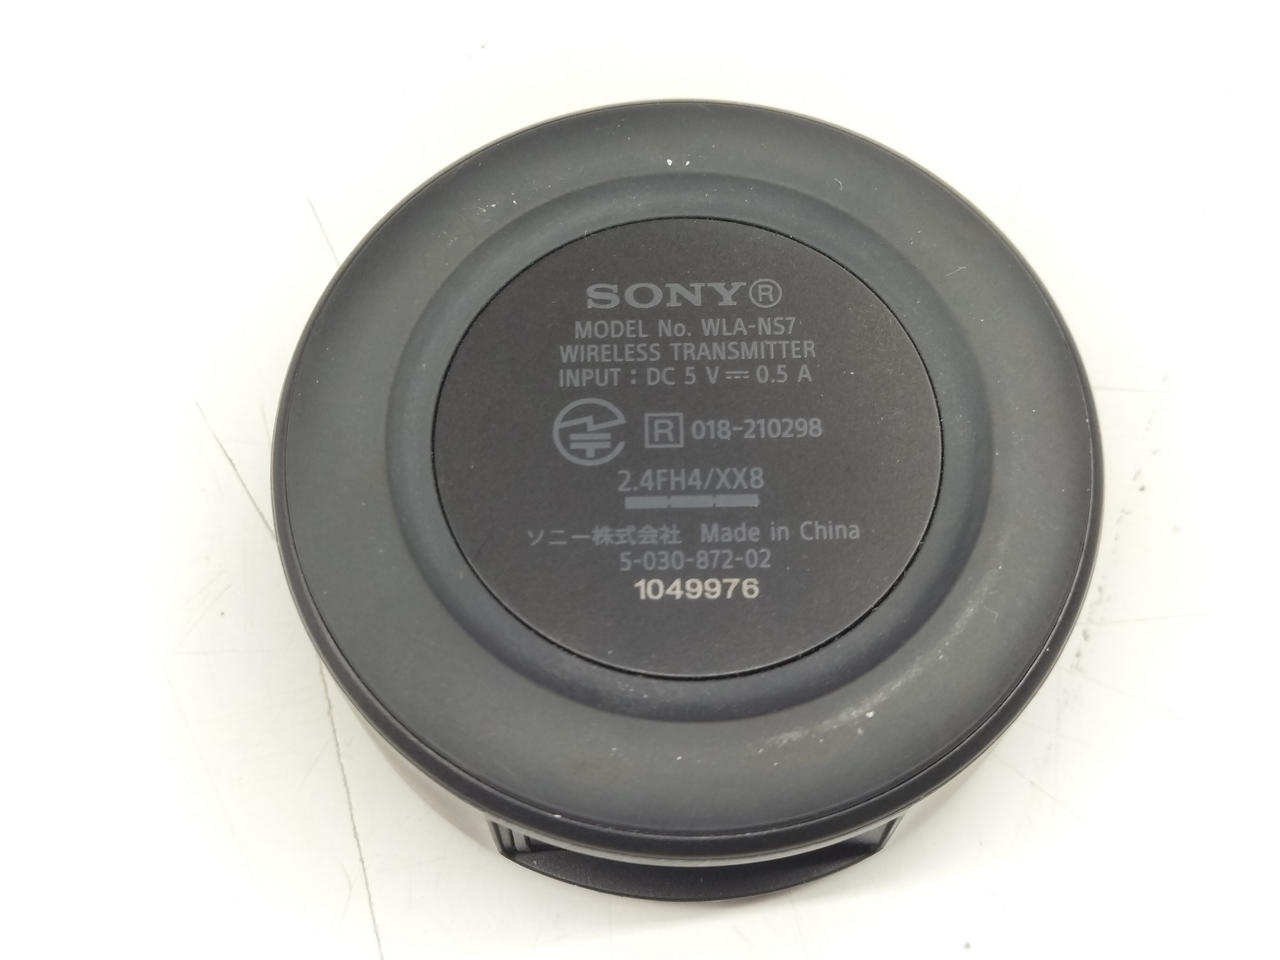 SONY®
MODEL No. WLA-NS7
WIRELESS TRANSMITTER
INPUT : DC 5 V ⎓ 0.5 A
R 018-210298
2.4FH4/XX8
ソニー株式会社 Made in China
5-030-872-02
1049976